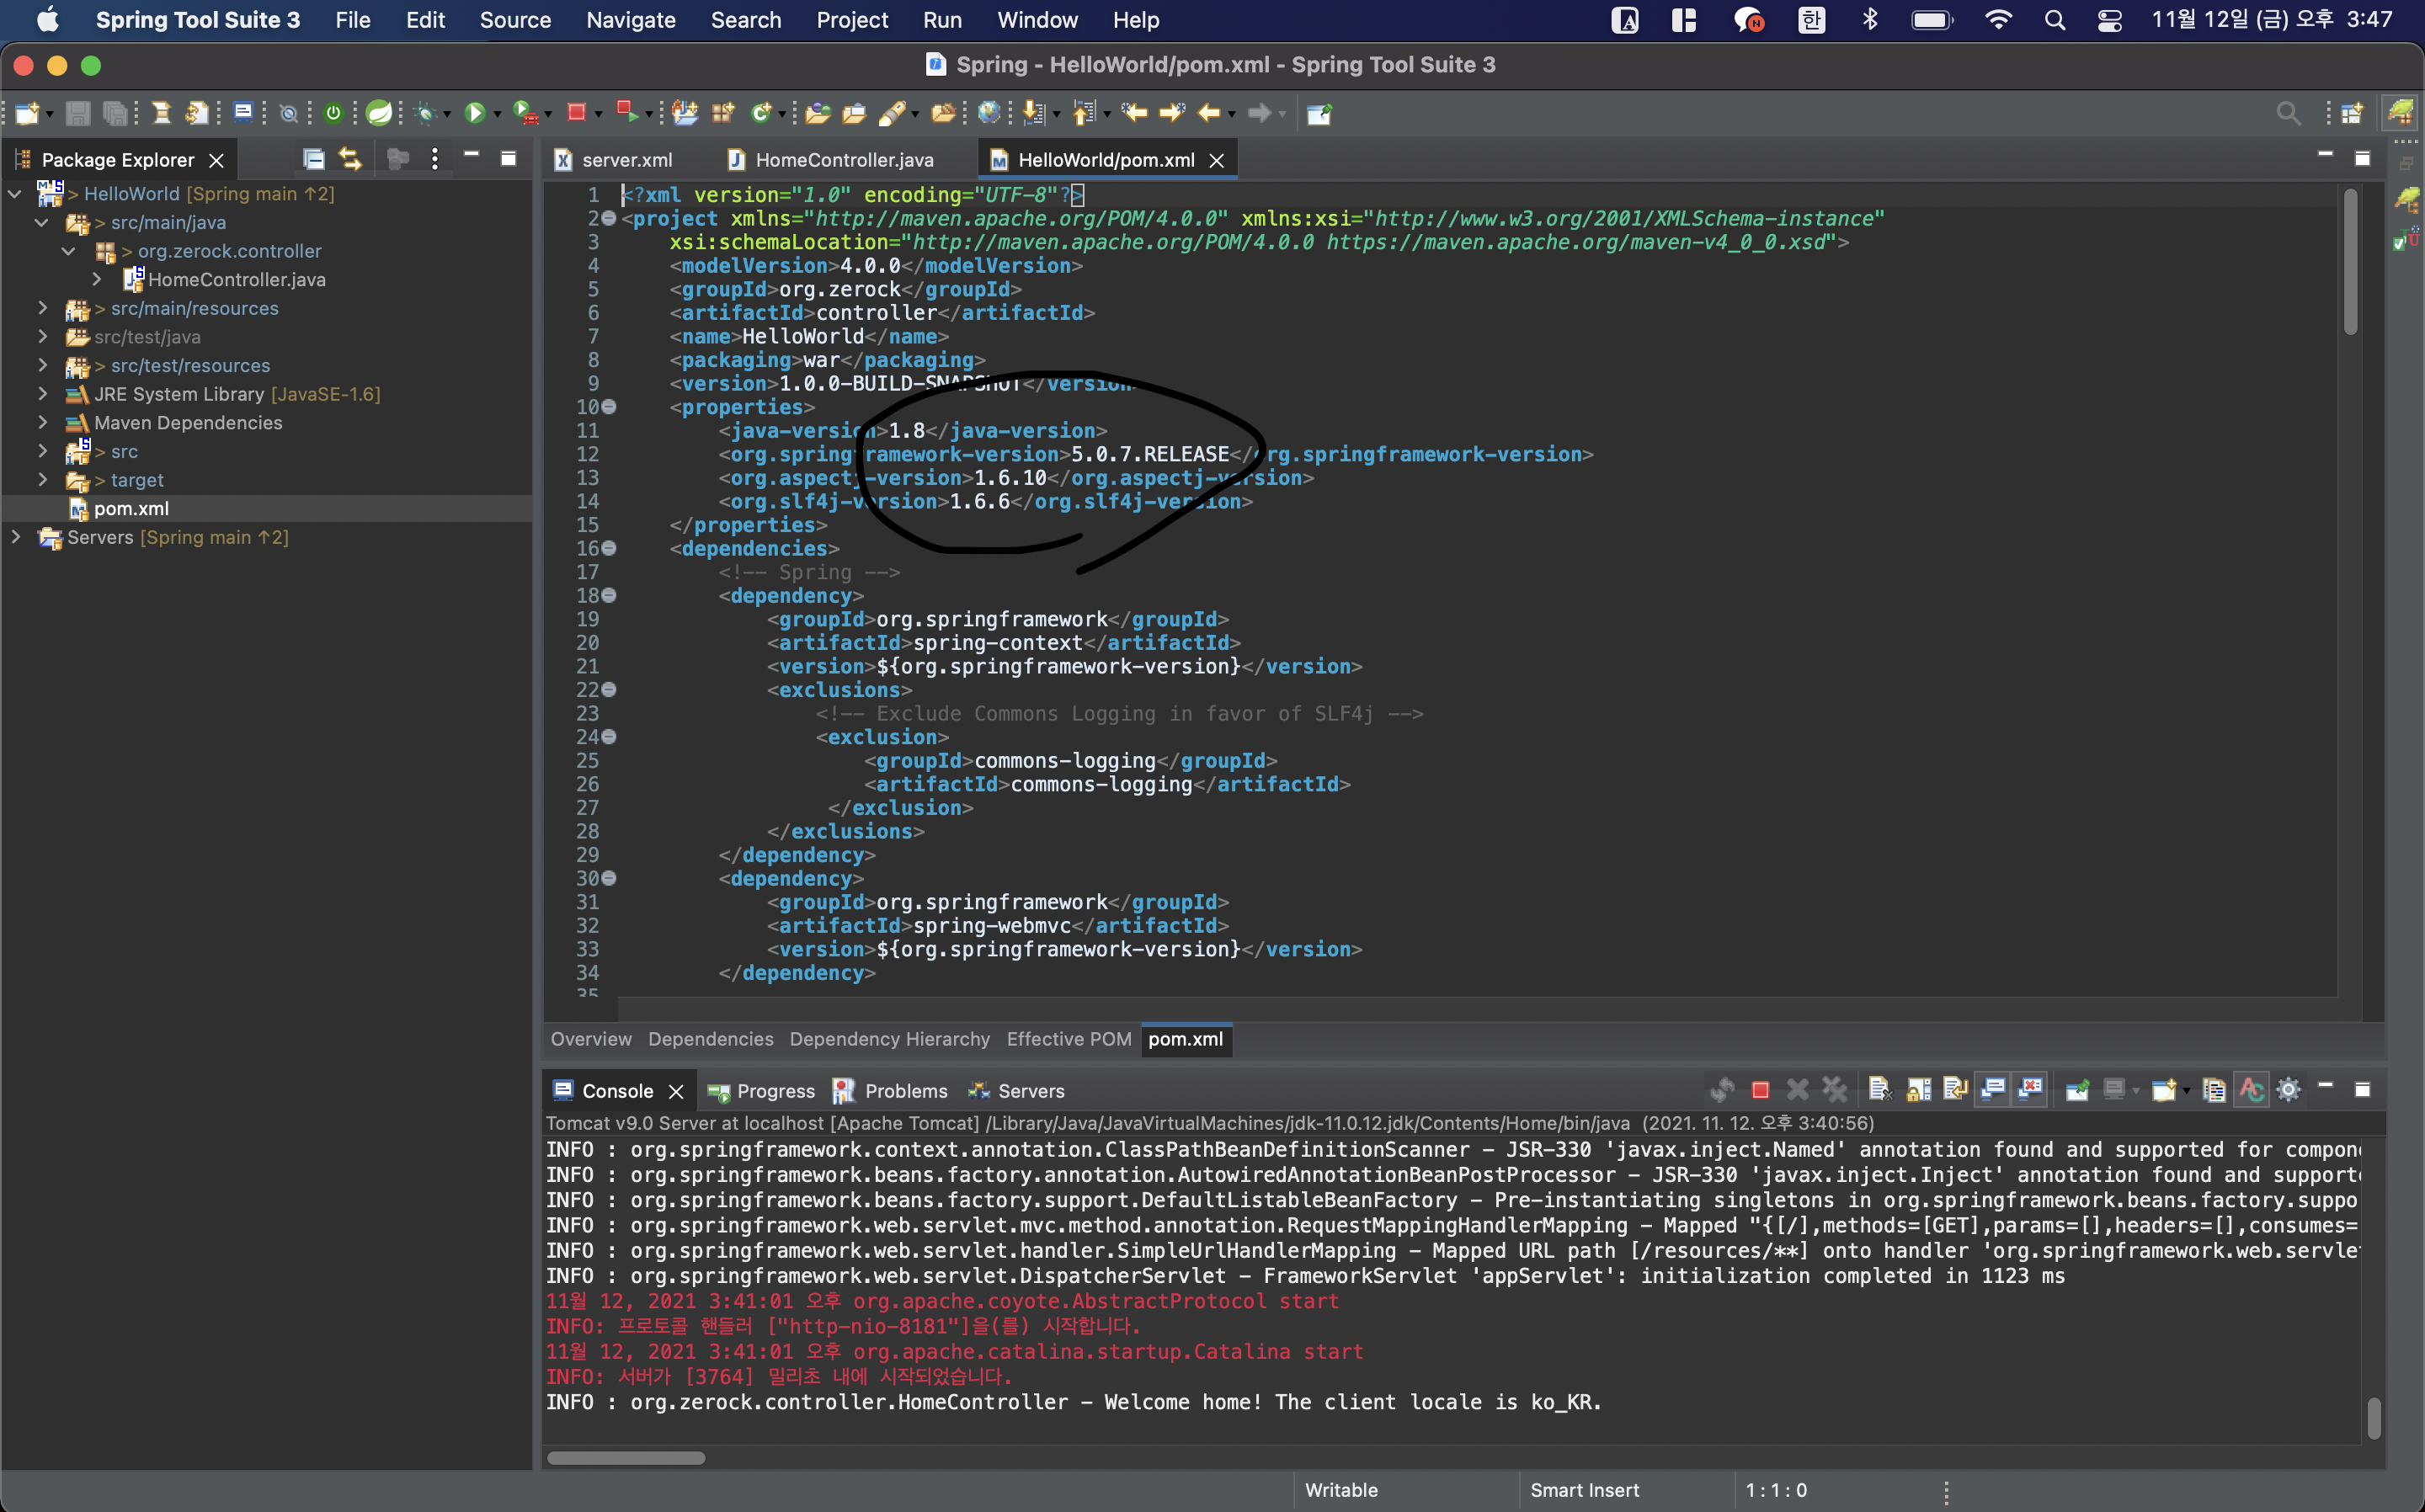 Spring Tool Suite 3 File Edit Source Navigate Search Project Run Window Help 한 11월 12일 (금) 오후 3:47
Spring - HelloWorld/pom.xml - Spring Tool Suite 3
Package Explorer
> HelloWorld [Spring main ↑2]
> src/main/java
> org.zerock.controller
HomeController.java
> src/main/resources
src/test/java
> src/test/resources
JRE System Library [JavaSE-1.6]
Maven Dependencies
> src
> target
pom.xml
Servers [Spring main ↑2]
server.xml HomeController.java HelloWorld/pom.xml
1 <?xml version="1.0" encoding="UTF-8"?>
2 <project xmlns="http://maven.apache.org/POM/4.0.0" xmlns:xsi="http://www.w3.org/2001/XMLSchema-instance"
3 xsi:schemaLocation="http://maven.apache.org/POM/4.0.0 https://maven.apache.org/maven-v4_0_0.xsd">
4 <modelVersion>4.0.0</modelVersion>
5 <groupId>org.zerock</groupId>
6 <artifactId>controller</artifactId>
7 <name>HelloWorld</name>
8 <packaging>war</packaging>
9 <version>1.0.0-BUILD-SNAPSHOT</version>
10 <properties>
11 <java-version>1.8</java-version>
12 <org.springframework-version>5.0.7.RELEASE</org.springframework-version>
13 <org.aspectj-version>1.6.10</org.aspectj-version>
14 <org.slf4j-version>1.6.6</org.slf4j-version>
15 </properties>
16 <dependencies>
17 <!-- Spring -->
18 <dependency>
19 <groupId>org.springframework</groupId>
20 <artifactId>spring-context</artifactId>
21 <version>${org.springframework-version}</version>
22 <exclusions>
23 <!-- Exclude Commons Logging in favor of SLF4j -->
24 <exclusion>
25 <groupId>commons-logging</groupId>
26 <artifactId>commons-logging</artifactId>
27 </exclusion>
28 </exclusions>
29 </dependency>
30 <dependency>
31 <groupId>org.springframework</groupId>
32 <artifactId>spring-webmvc</artifactId>
33 <version>${org.springframework-version}</version>
34 </dependency>
35
Overview Dependencies Dependency Hierarchy Effective POM pom.xml
Console Progress Problems Servers
Tomcat v9.0 Server at localhost [Apache Tomcat] /Library/Java/JavaVirtualMachines/jdk-11.0.12.jdk/Contents/Home/bin/java (2021. 11. 12. 오후 3:40:56)
INFO : org.springframework.context.annotation.ClassPathBeanDefinitionScanner - JSR-330 'javax.inject.Named' annotation found and supported for
INFO : org.springframework.beans.factory.annotation.AutowiredAnnotationBeanPostProcessor - JSR-330 'javax.inject.Inject' annotation found and
INFO : org.springframework.beans.factory.support.DefaultListableBeanFactory - Pre-instantiating singletons in org.springframework.beans.factory.suppo
INFO : org.springframework.web.servlet.mvc.method.annotation.RequestMappingHandlerMapping - Mapped "{[/],methods=[GET],params=[],headers=[],consumes=
INFO : org.springframework.web.servlet.handler.SimpleUrlHandlerMapping - Mapped URL path [/resources/**] onto handler 'org.springframework.web.servle
INFO : org.springframework.web.servlet.DispatcherServlet - FrameworkServlet 'appServlet': initialization completed in 1123 ms
11월 12, 2021 3:41:01 오후 org.apache.coyote.AbstractProtocol start
INFO: 프로토콜 핸들러 ["http-nio-8181"]을(를) 시작합니다.
11월 12, 2021 3:41:01 오후 org.apache.catalina.startup.Catalina start
INFO: 서버가 [3764] 밀리초 내에 시작되었습니다.
INFO : org.zerock.controller.HomeController - Welcome home! The client locale is ko_KR.
Writable Smart Insert 1 : 1 : 0